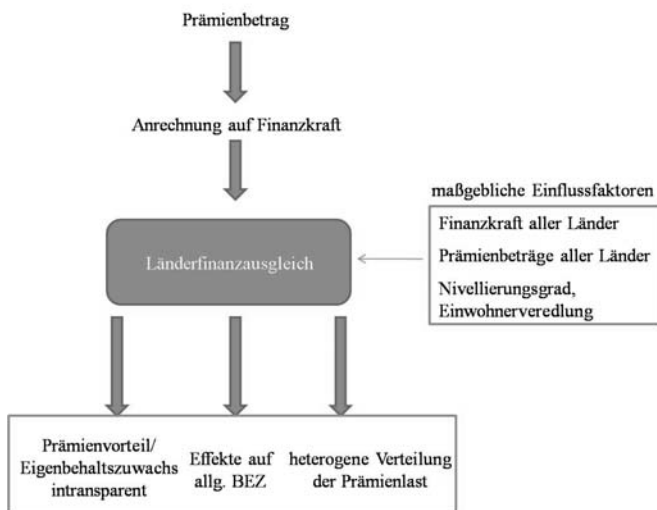 Prämienbetrag
Anrechnung auf Finanzkraft
maßgebliche Einflussfaktoren
Finanzkraft aller Länder
Prämienbeträge aller Länder
Nivellierungsgrad,
Einwohnerveredlung
Länderfinanzausgleich
Prämienvorteil/
Eigenbehaltszuwachs
intransparent
Effekte auf
allg. BEZ
heterogene Verteilung
der Prämienlast